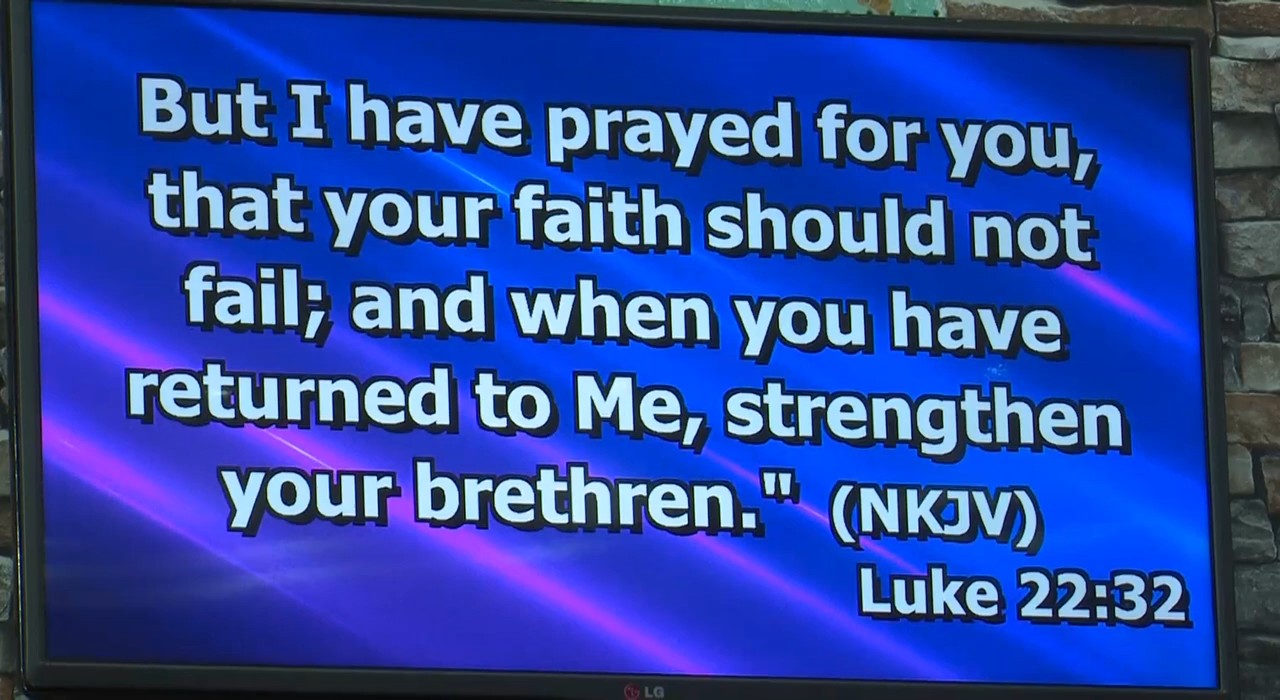 But I have prayed for you,
that your faith should not
fail; and when you have
returned to Me, strengthen
your brethren." (NKJV)
Luke 22:32
LG